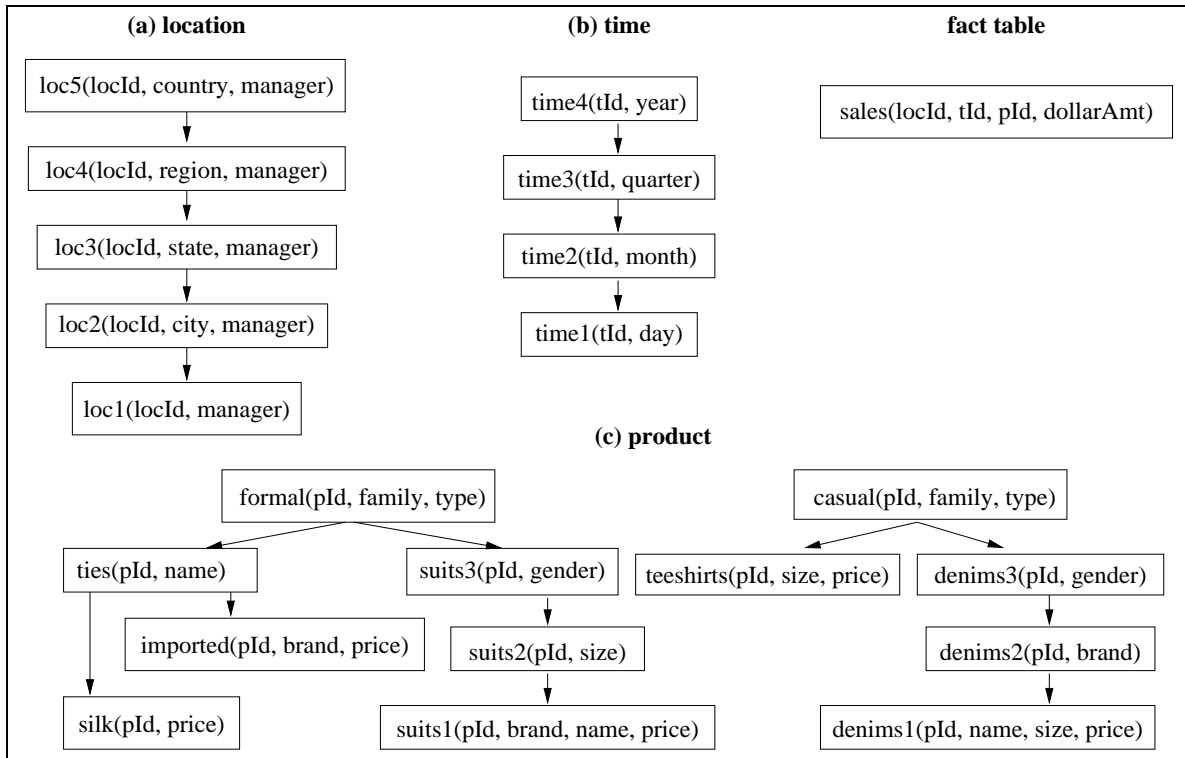 (a) location
(b) time
fact table
loc5(locId, country, manager)
loc4(locId, region, manager)
loc3(locId, state, manager)
loc2(locId, city, manager)
loc1(locId, manager)
time4(tId, year)
time3(tId, quarter)
time2(tId, month)
time1(tId, day)
sales(locId, tId, pId, dollarAmt)
(c) product
formal(pId, family, type)
casual(pId, family, type)
ties(pId, name)
suits3(pId, gender)
teeshirts(pId, size, price)
denims3(pId, gender)
imported(pId, brand, price)
suits2(pId, size)
denims2(pId, brand)
silk(pId, price)
suits1(pId, brand, name, price)
denims1(pId, name, size, price)